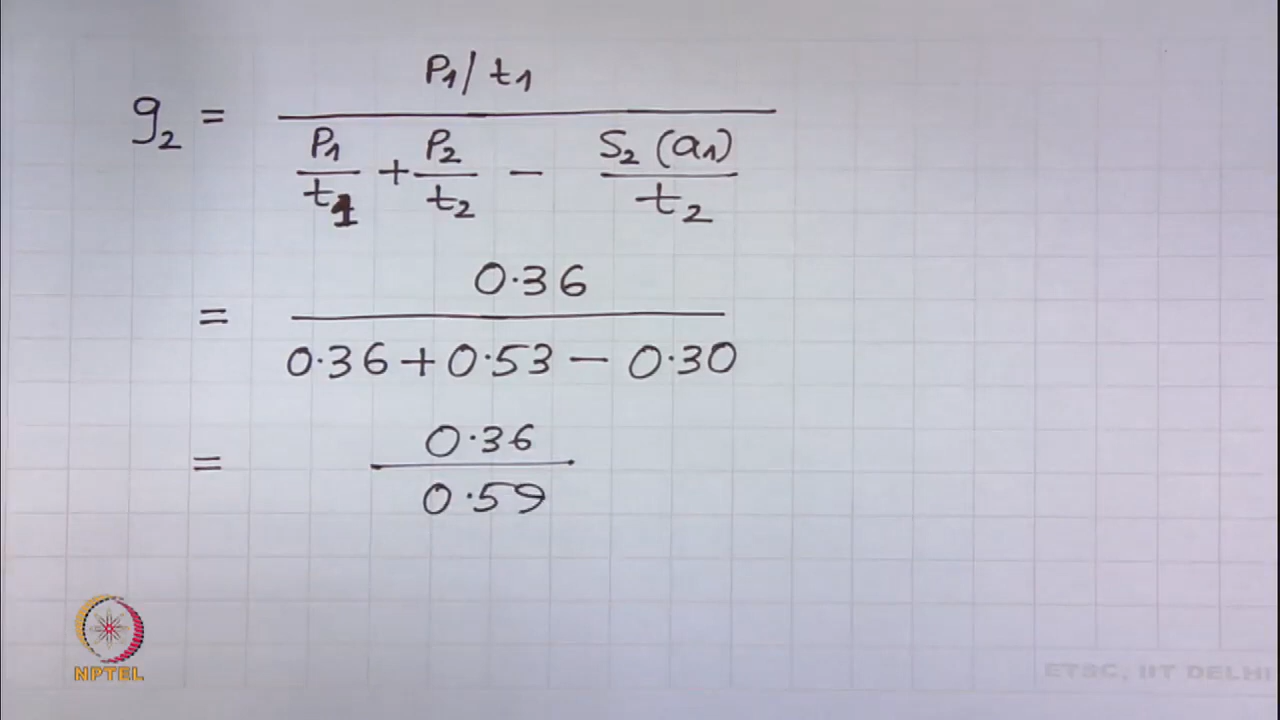 P₁/t₁
g₂ = 
P₁/t₁ + P₂/t₂ − S₂(a₁)/t₂
0.36
=
0.36 + 0.53 − 0.30
= 0.36/0.59
NPTEL
ETSC, IIT DELHI